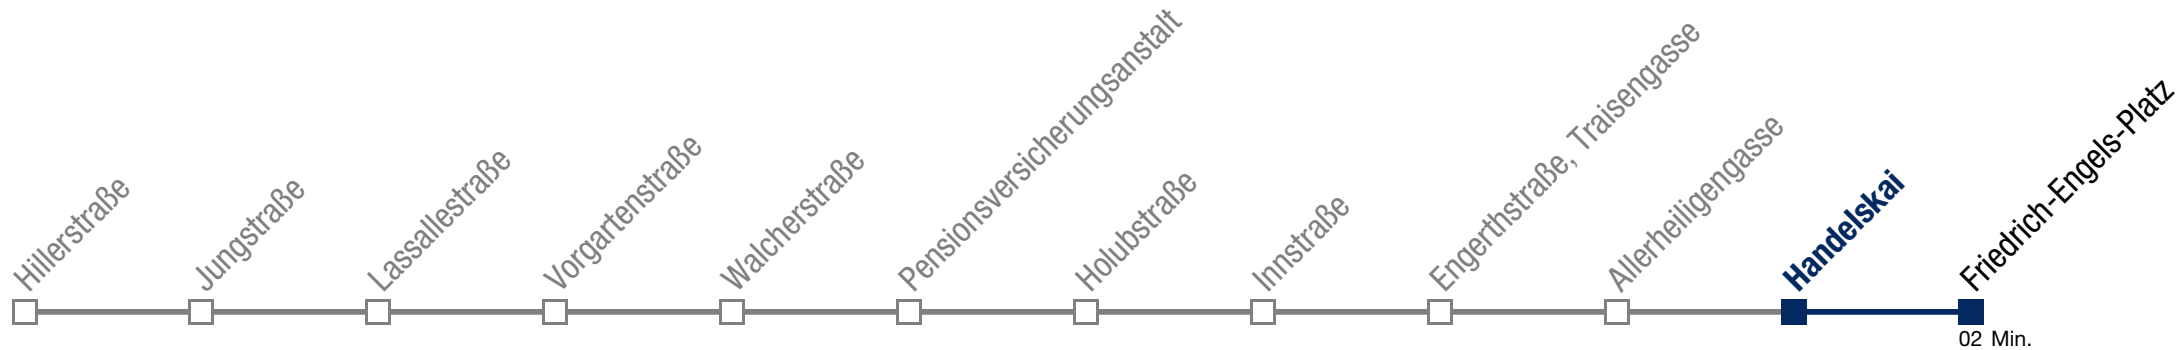 Hillerstraße
Jungstraße
Lassallestraße
Vorgartenstraße
Walcherstraße
Pensionsversicherungsanstalt
Holubstraße
Innstraße
Engerthstraße, Traisengasse
Allerheiligengasse
Handelskai
Friedrich-Engels-Platz
02 Min.